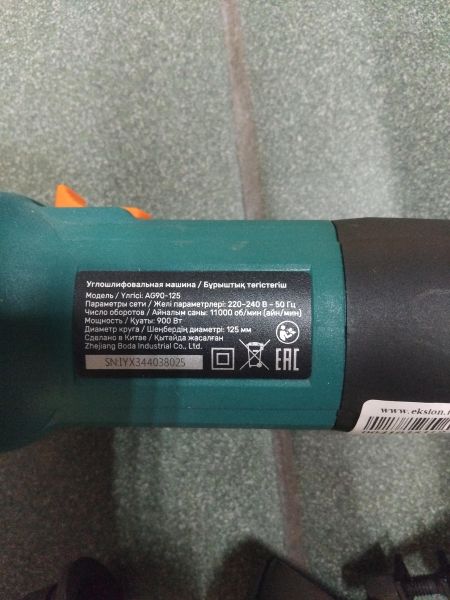 Углошлифовальная машина / Бұрыштық тегістегіш
Модель / Үлгісі: AG90-125
Параметры сети / Желі параметрлері: 220-240 В ~ 50 Гц
Число оборотов / Айналым саны: 11000 об/мин (айн/мин)
Мощность / Қуаты: 900 Вт
Диаметр круга / Шеңбердің диаметрі: 125 мм
Сделано в Китае / Қытайда жасалған
Zhejiang Boda Industrial Co., Ltd.
SN:IYX344038025
EAC
www.eksion.